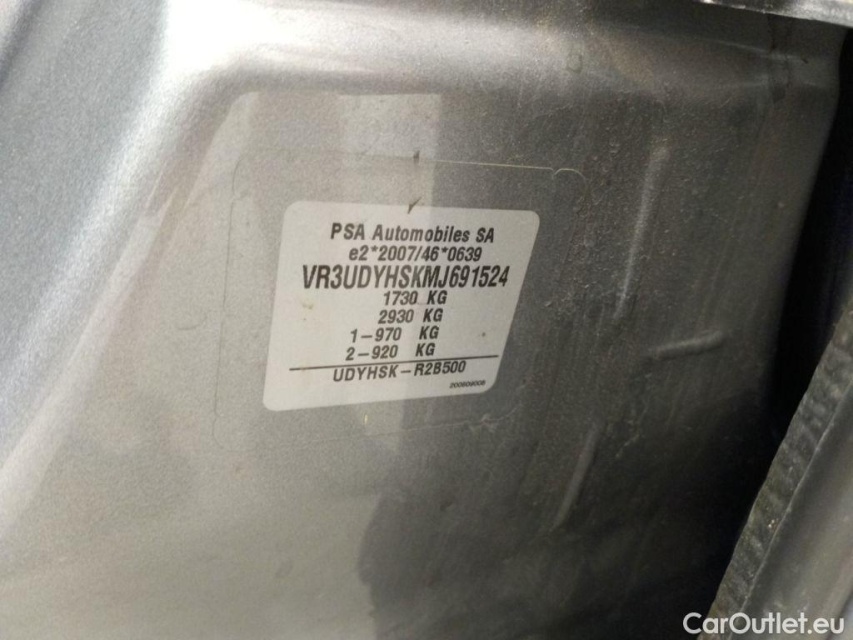 PSA Automobiles SA
e2*2007/46*0639
VR3UDYHSKMJ691524
1730 KG
2930 KG
1-970 KG
2-920 KG
UDYHSK-R2B500
CarOutlet.eu